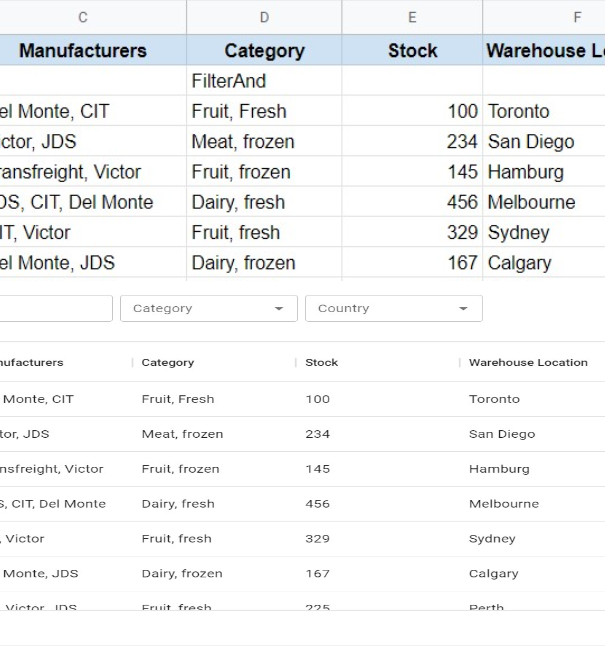 C D E F
Manufacturers Category Stock Warehouse Lo
FilterAnd
el Monte, CIT Fruit, Fresh 100 Toronto
ictor, JDS Meat, frozen 234 San Diego
ransfreight, Victor Fruit, frozen 145 Hamburg
DS, CIT, Del Monte Dairy, fresh 456 Melbourne
IT, Victor Fruit, fresh 329 Sydney
el Monte, JDS Dairy, frozen 167 Calgary
Category Country
nufacturers Category Stock Warehouse Location
Monte, CIT Fruit, Fresh 100 Toronto
tor, JDS Meat, frozen 234 San Diego
nsfreight, Victor Fruit, frozen 145 Hamburg
S, CIT, Del Monte Dairy, fresh 456 Melbourne
, Victor Fruit, fresh 329 Sydney
Monte, JDS Dairy, frozen 167 Calgary
Victor, JDS Fruit, fresh 225 Perth